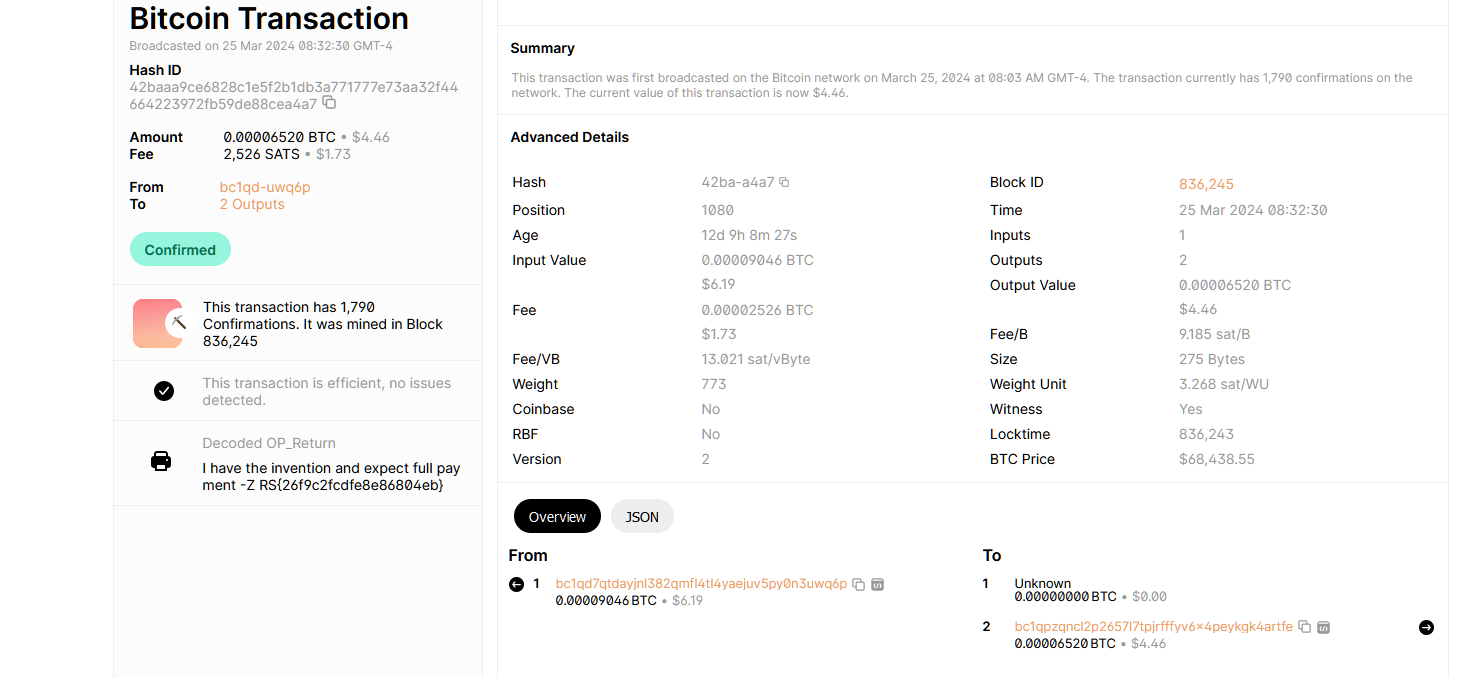 Bitcoin Transaction
Broadcasted on 25 Mar 2024 08:32:30 GMT-4
Hash ID
42baaa9ce6828c1e5f2b1db3a771777e73aa32f44
664223972fb59de88cea4a7
Amount 0.00006520 BTC • $4.46
Fee 2,526 SATS • $1.73
From bc1qd-uwq6p
To 2 Outputs
Confirmed
This transaction has 1,790
Confirmations. It was mined in Block
836,245
This transaction is efficient, no issues
detected.
Decoded OP_Return
I have the invention and expect full pay
ment -Z RS{26f9c2fcdfe8e86804eb}
Summary
This transaction was first broadcasted on the Bitcoin network on March 25, 2024 at 08:03 AM GMT-4. The transaction currently has 1,790 confirmations on the
network. The current value of this transaction is now $4.46.
Advanced Details
Hash 42ba-a4a7
Position 1080
Age 12d 9h 8m 27s
Input Value 0.00009046 BTC
$6.19
Fee 0.00002526 BTC
$1.73
Fee/VB 13.021 sat/vByte
Weight 773
Coinbase No
RBF No
Version 2
Block ID 836,245
Time 25 Mar 2024 08:32:30
Inputs 1
Outputs 2
Output Value 0.00006520 BTC
$4.46
Fee/B 9.185 sat/B
Size 275 Bytes
Weight Unit 3.268 sat/WU
Witness Yes
Locktime 836,243
BTC Price $68,438.55
Overview JSON
From
1 bc1qd7qtdayjnl382qmfl4tl4yaejuv5py0n3uwq6p
0.00009046 BTC • $6.19
To
1 Unknown
0.00000000 BTC • $0.00
2 bc1qpzqncl2p2657l7tpjrfffyv6x4peykgk4artfe
0.00006520 BTC • $4.46